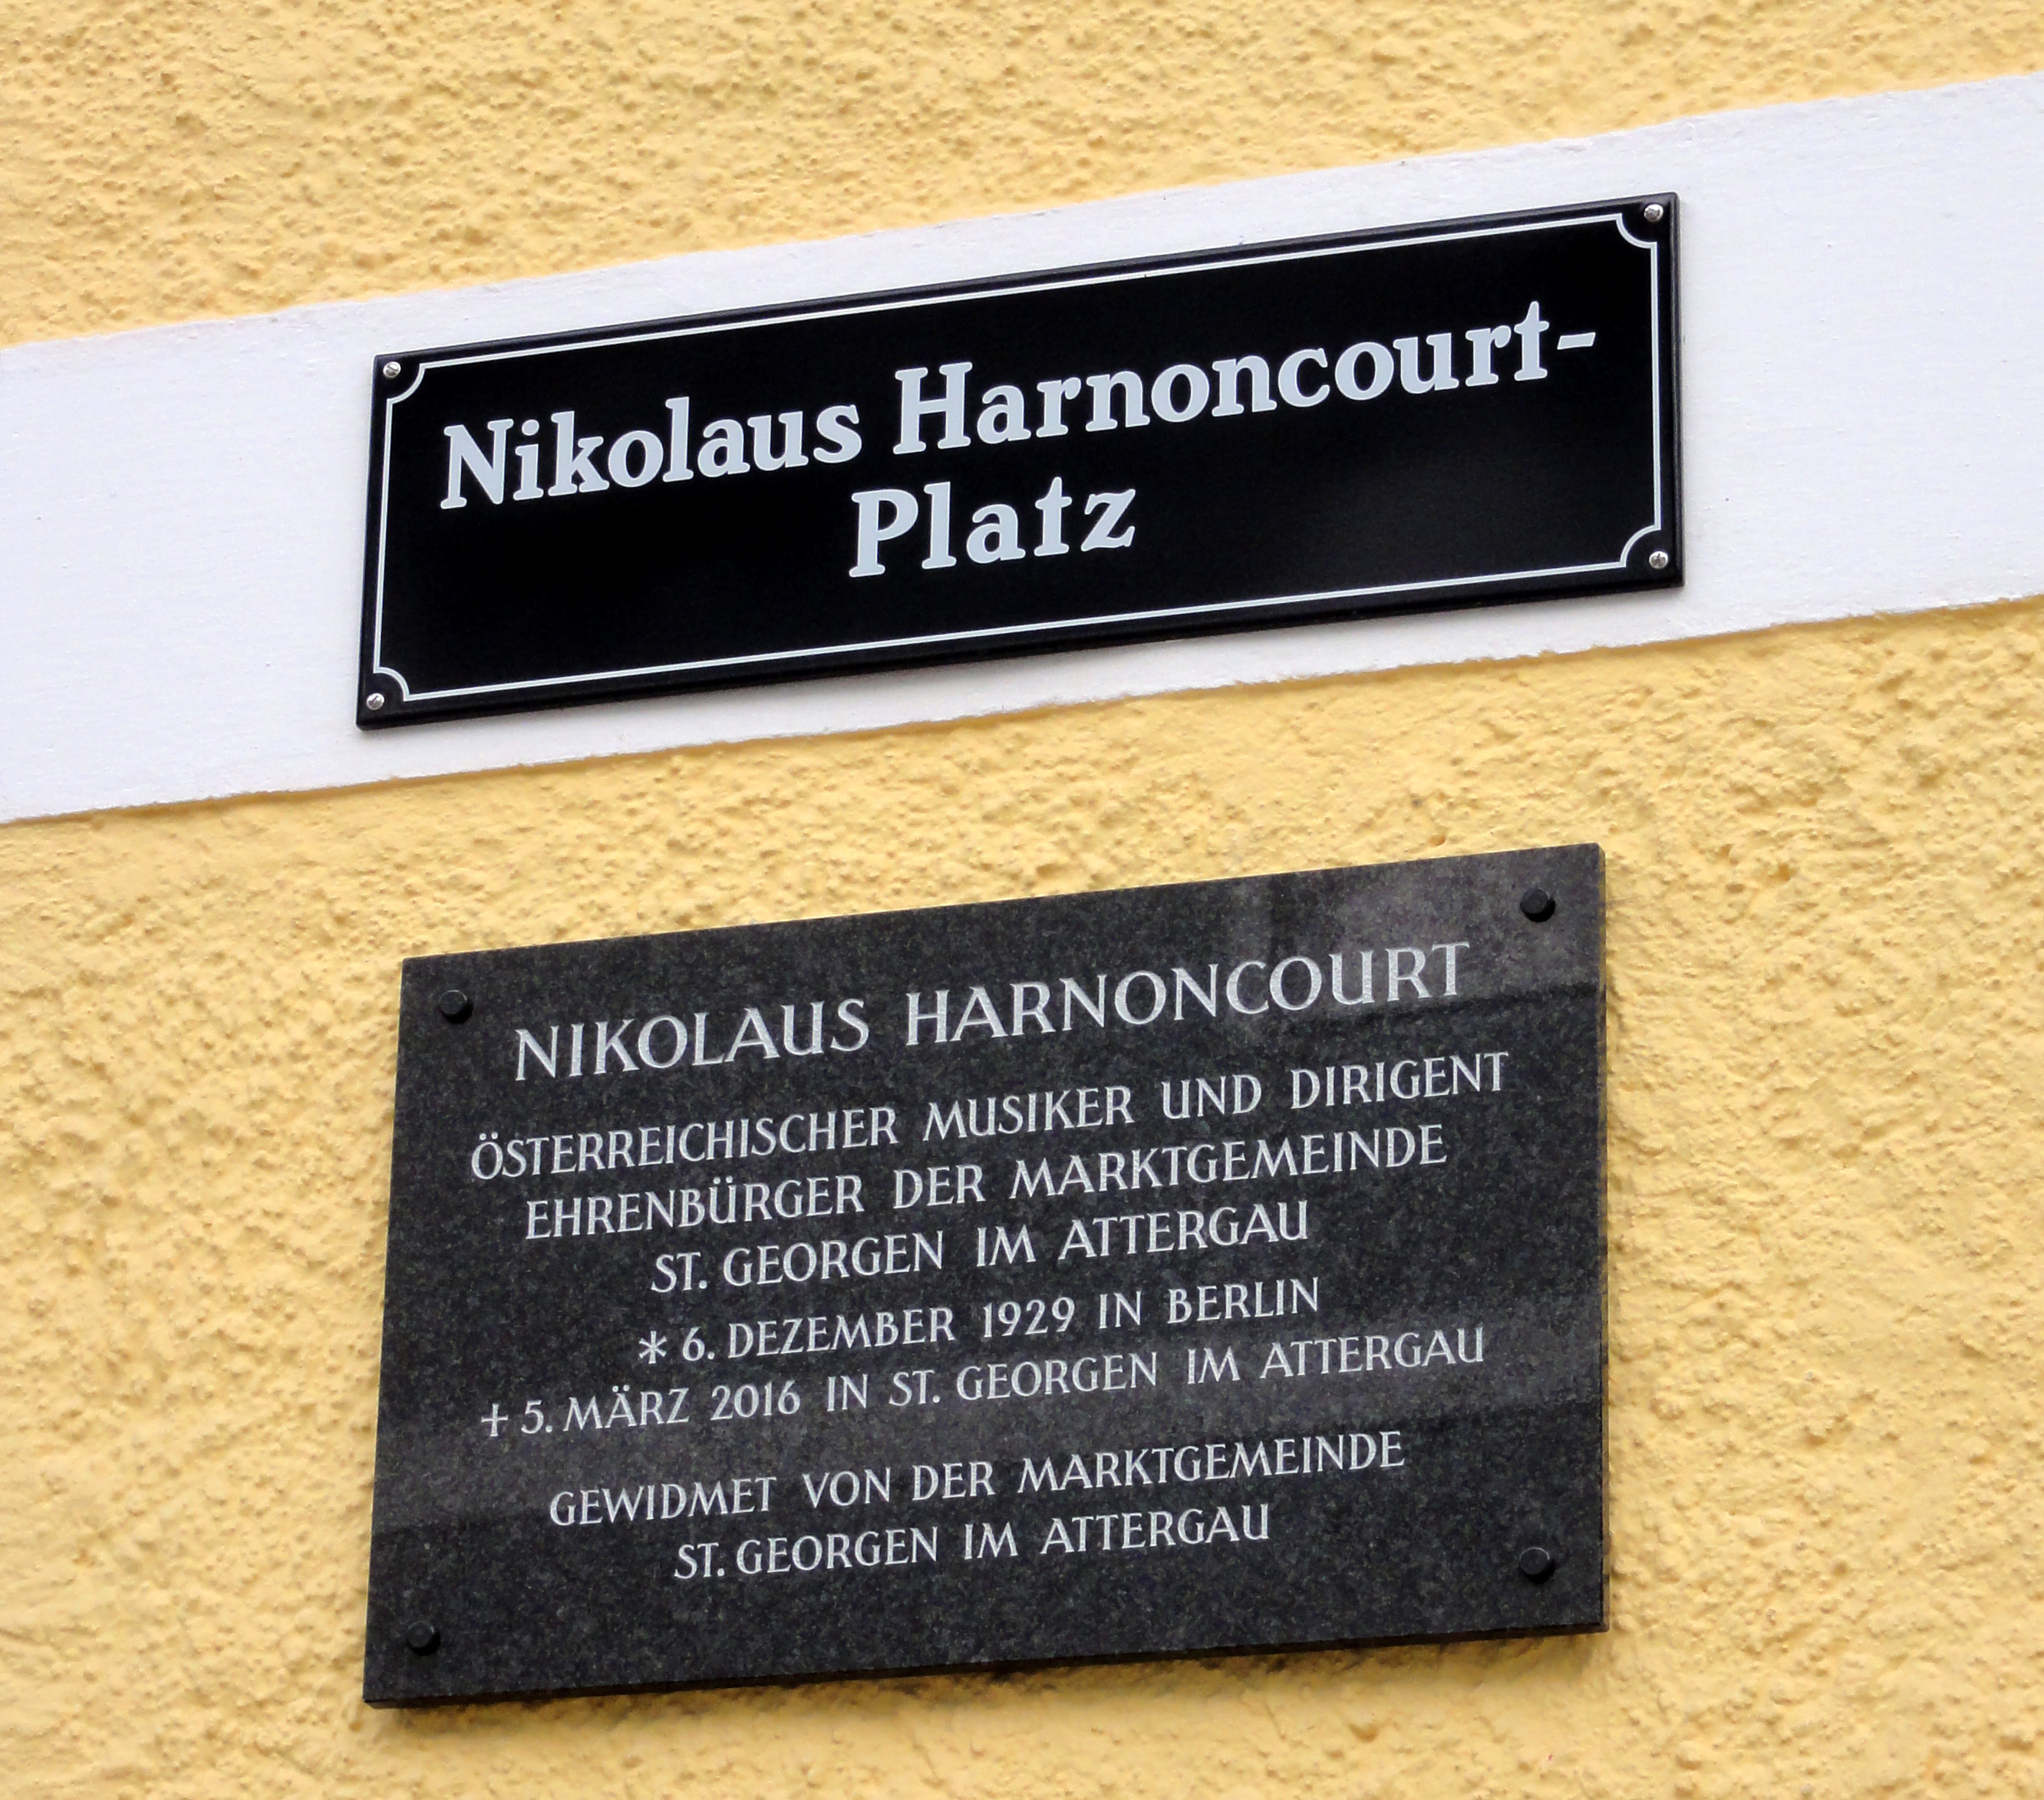 Nikolaus Harnoncourt-
Platz
NIKOLAUS HARNONCOURT
ÖSTERREICHISCHER MUSIKER UND DIRIGENT
EHRENBÜRGER DER MARKTGEMEINDE
ST. GEORGEN IM ATTERGAU
* 6. DEZEMBER 1929 IN BERLIN
+ 5. MÄRZ 2016 IN ST. GEORGEN IM ATTERGAU
GEWIDMET VON DER MARKTGEMEINDE
ST. GEORGEN IM ATTERGAU